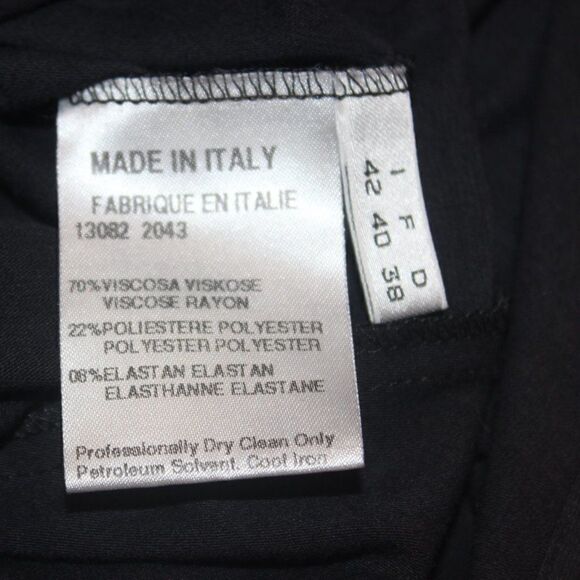 MADE IN ITALY
FABRIQUE EN ITALIE
13082 2043
70%VISCOSA VISKOSE
VISCOSE RAYON
22%POLIESTERE POLYESTER
POLYESTER POLYESTER
08%ELASTAN ELASTAN
ELASTHANNE ELASTANE
Professionally Dry Clean Only
Petroleum Solvent. Cool Iron
I F D
42 40 38